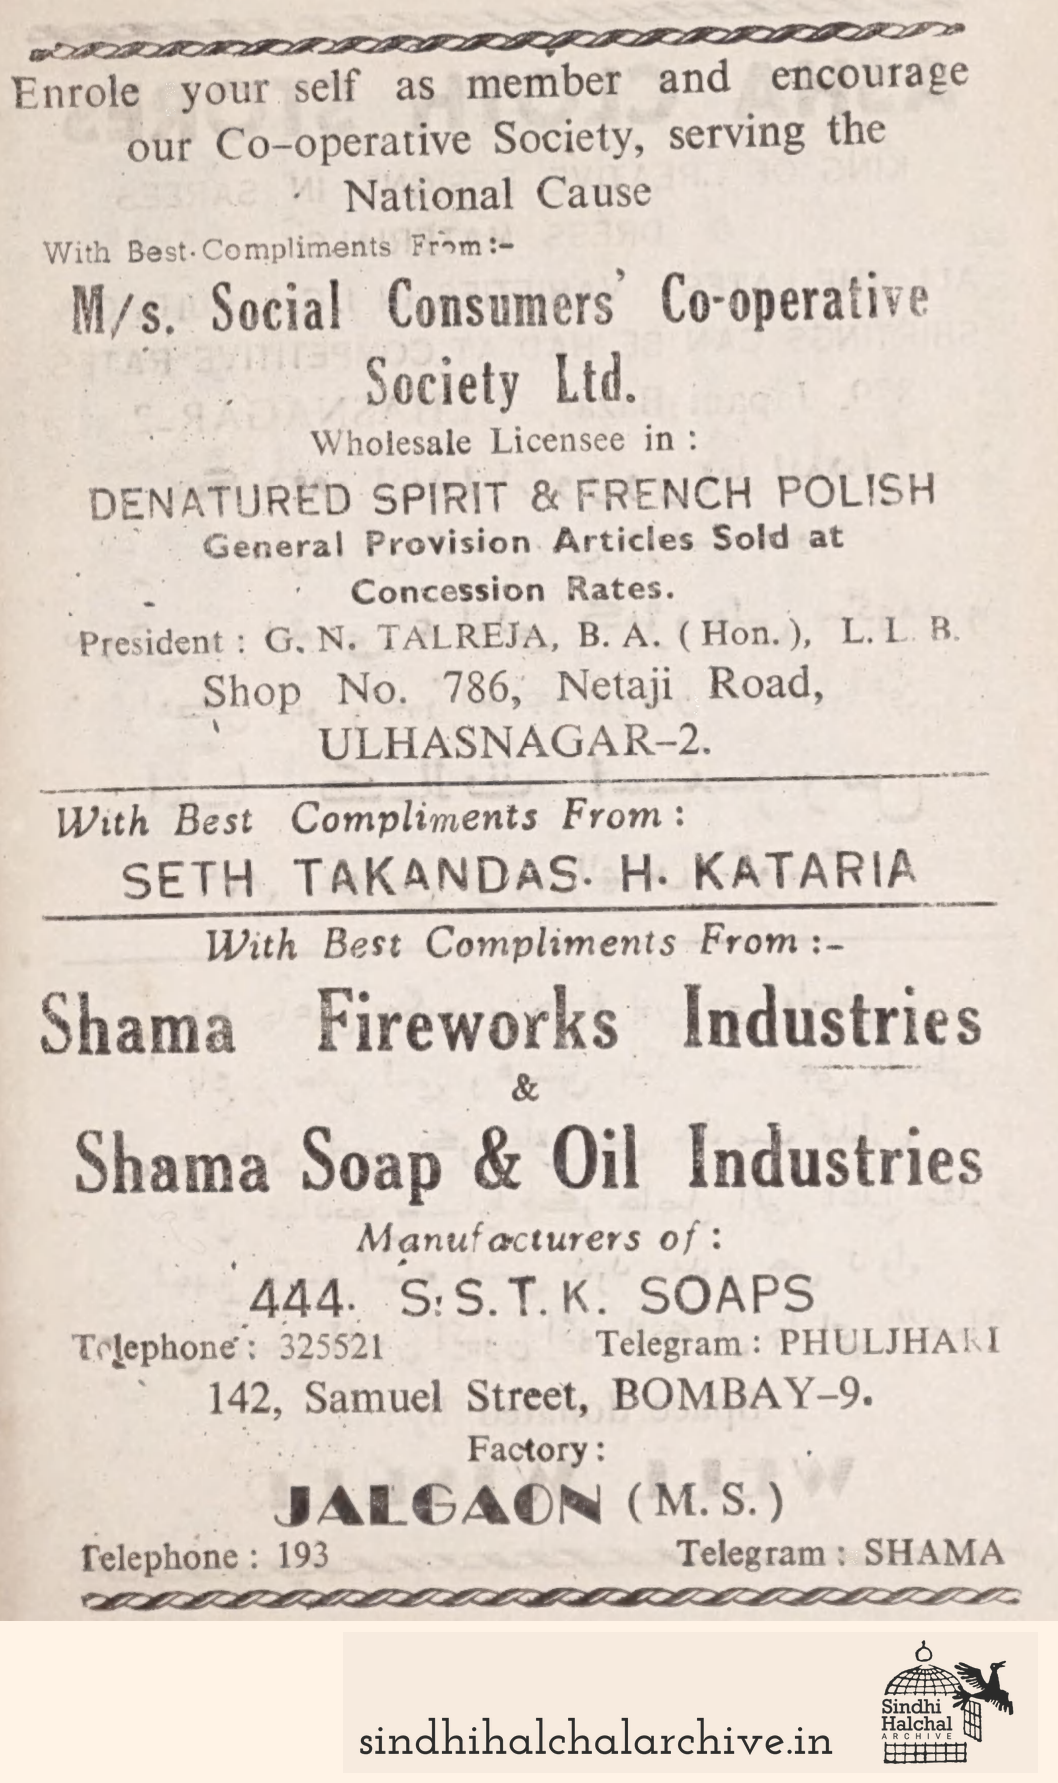 Enrole your self as member and encourage
our Co-operative Society, serving the
National Cause
With Best Compliments From:-
M/s. Social Consumers' Co-operative
Society Ltd.
Wholesale Licensee in :
DENATURED SPIRIT & FRENCH POLISH
General Provision Articles Sold at
Concession Rates.
President : G. N. TALREJA, B. A. ( Hon. ), L. L. B.
Shop No. 786, Netaji Road,
ULHASNAGAR-2.
With Best Compliments From :
SETH TAKANDAS. H. KATARIA
With Best Compliments From :-
Shama Fireworks Industries
&
Shama Soap & Oil Industries
Manufacturers of :
444. S. S. T. K. SOAPS
Telephone : 325521 Telegram : PHULJHARI
142, Samuel Street, BOMBAY-9.
Factory :
JALGAON ( M. S. )
Telephone : 193 Telegram : SHAMA
sindhihalchalarchive.in
Sindhi
Halchal
ARCHIVE